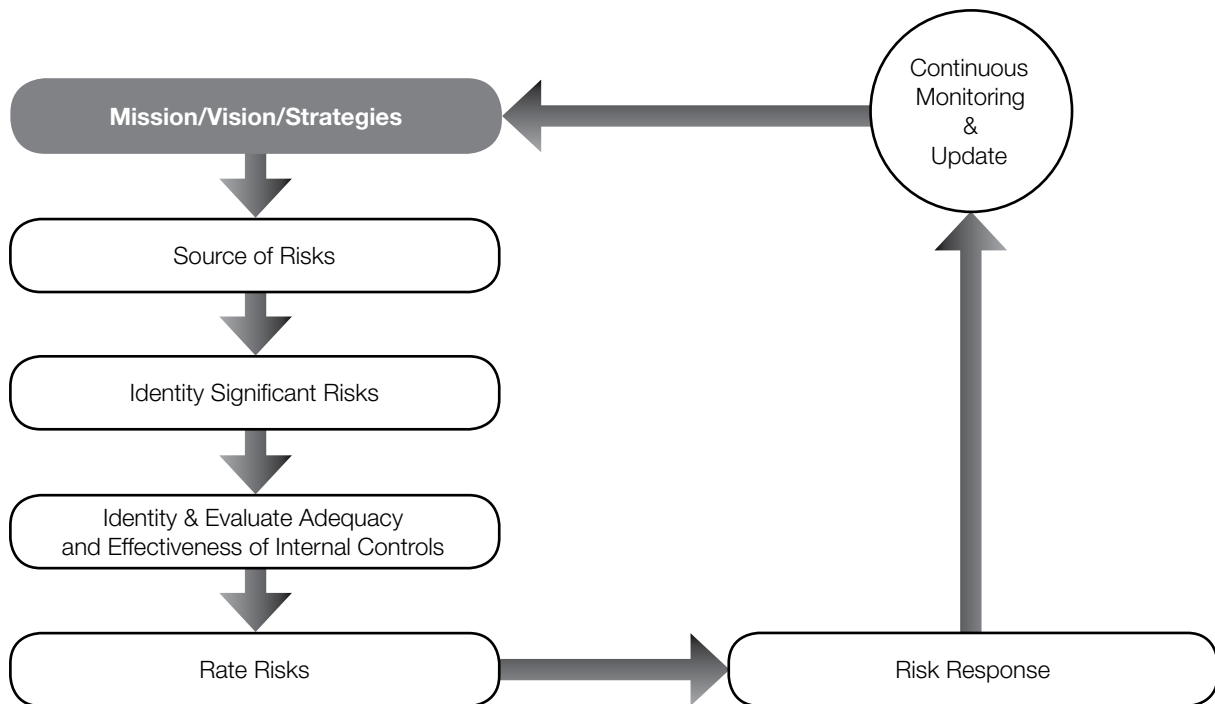 Mission/Vision/Strategies
Continuous
Monitoring
&
Update
Source of Risks
Identity Significant Risks
Identity & Evaluate Adequacy
and Effectiveness of Internal Controls
Rate Risks
Risk Response